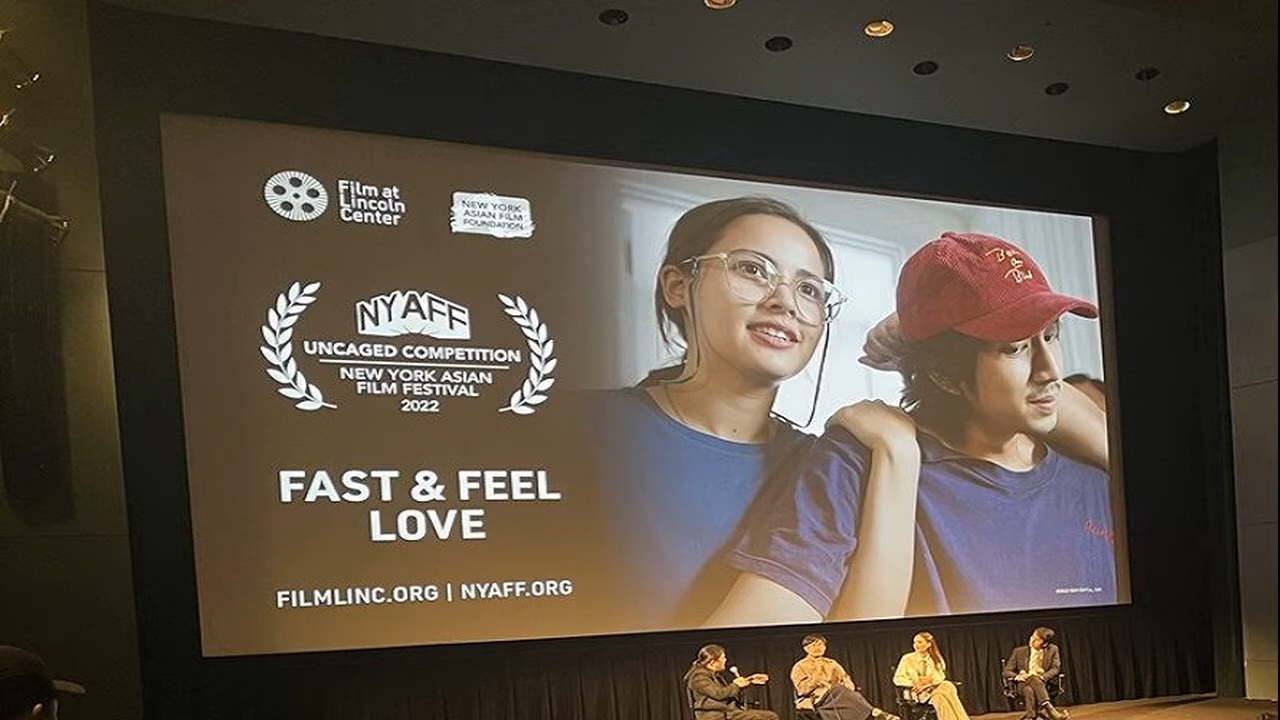 Film at
Lincoln
Center
NEW YORK
ASIAN FILM
FOUNDATION
NYAFF
UNCAGED COMPETITION
NEW YORK ASIAN
FILM FESTIVAL
2022
FAST & FEEL
LOVE
FILMLINC.ORG | NYAFF.ORG